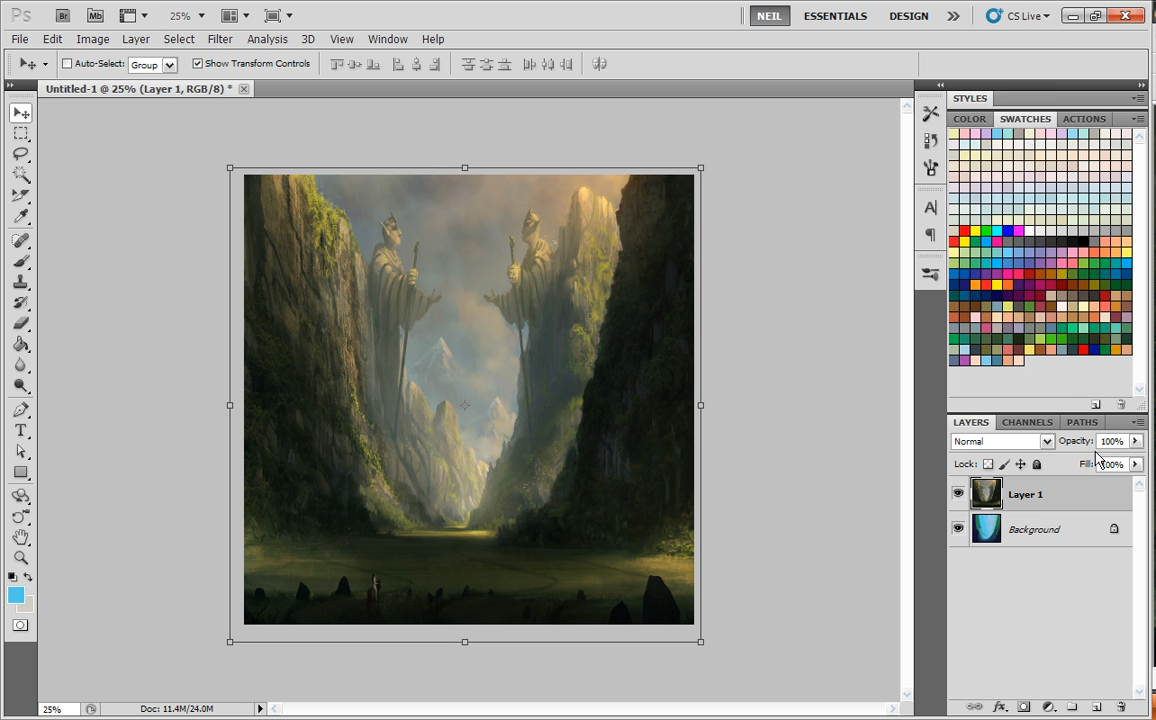 Ps Br Mb 25% NEIL ESSENTIALS DESIGN CS Live
File Edit Image Layer Select Filter Analysis 3D View Window Help
Auto-Select: Group Show Transform Controls
Untitled-1 @ 25% (Layer 1, RGB/8) *
STYLES
COLOR SWATCHES ACTIONS
LAYERS CHANNELS PATHS
Normal Opacity: 100%
Lock: Fill: 100%
Layer 1
Background
25% Doc: 11.4M/24.0M